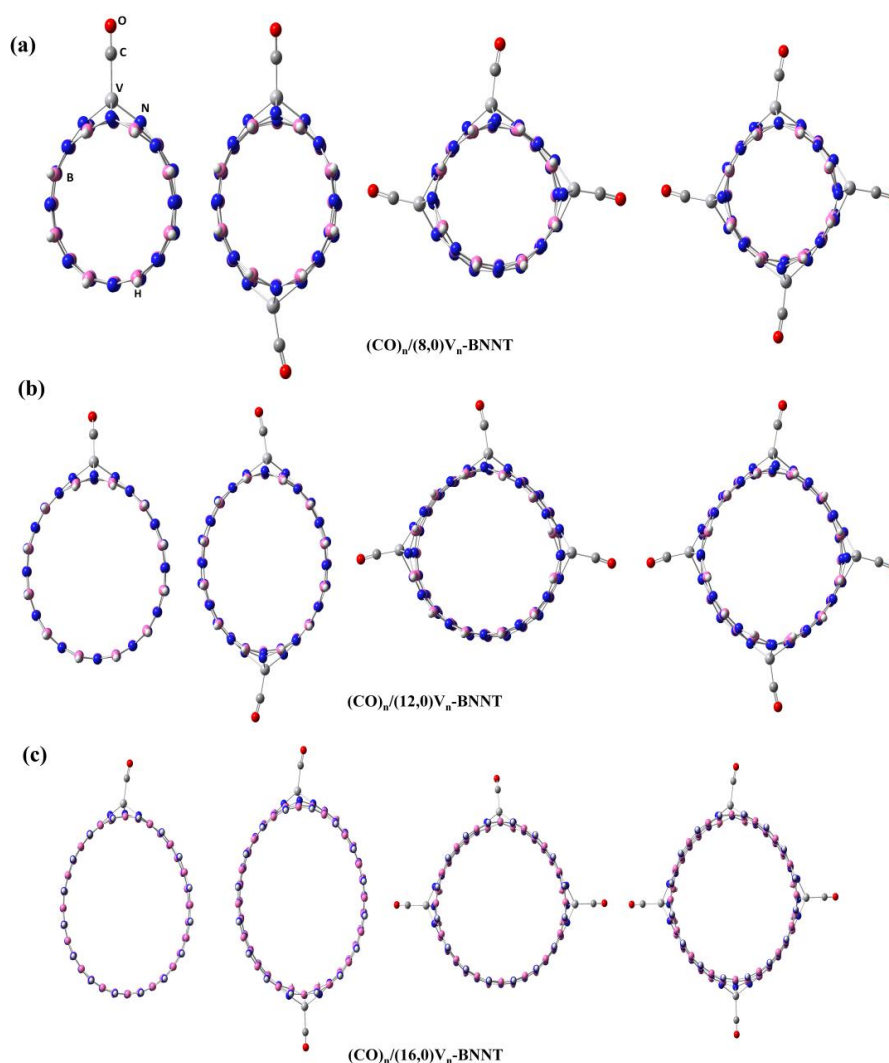 (a)
O
C
V
N
B
H
(CO)ₙ/(8,0)Vₙ-BNNT
(b)
(CO)ₙ/(12,0)Vₙ-BNNT
(c)
(CO)ₙ/(16,0)Vₙ-BNNT